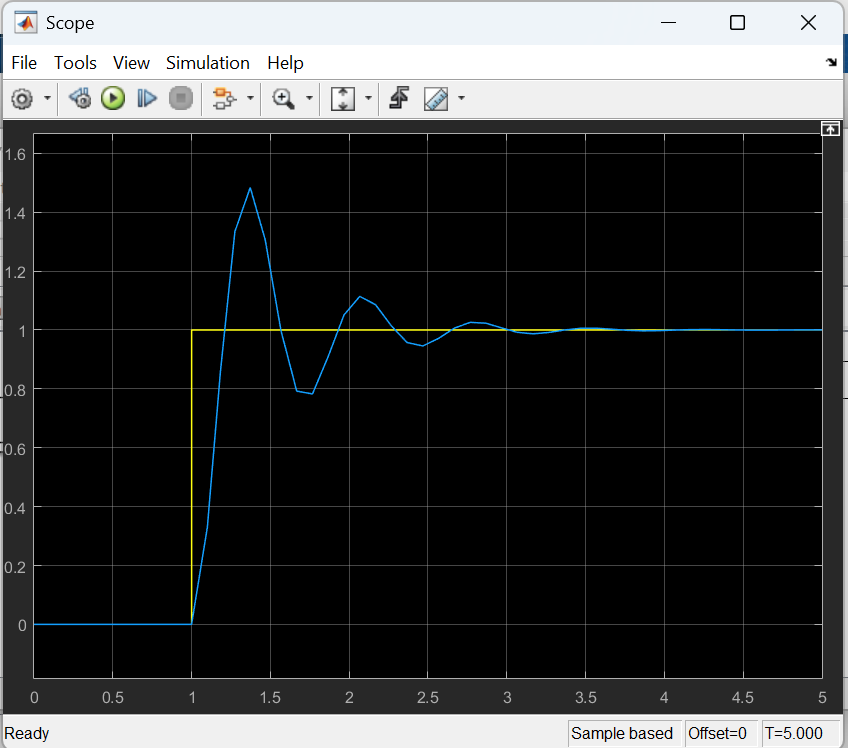 Scope
File Tools View Simulation Help
1.6
1.4
1.2
1
0.8
0.6
0.4
0.2
0
0 0.5 1 1.5 2 2.5 3 3.5 4 4.5 5
Ready Sample based Offset=0 T=5.000